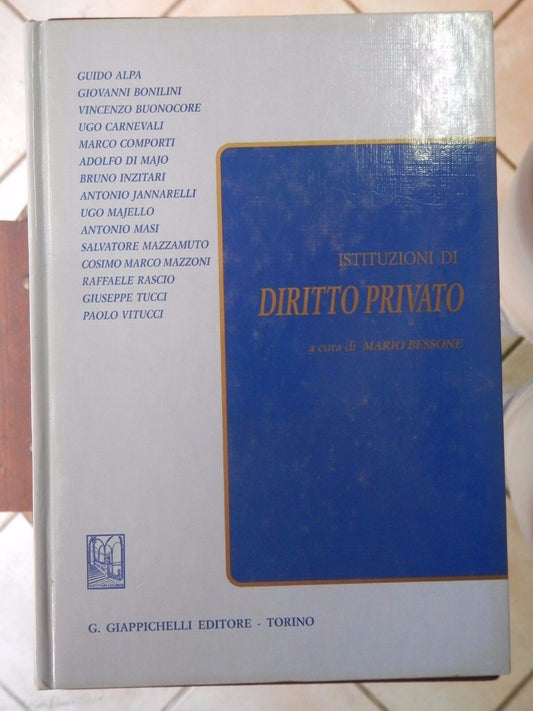 GUIDO ALPA
GIOVANNI BONILINI
VINCENZO BUONOCORE
UGO CARNEVALI
MARCO COMPORTI
ADOLFO DI MAJO
BRUNO INZITARI
ANTONIO JANNARELLI
UGO MAJELLO
ANTONIO MASI
SALVATORE MAZZAMUTO
COSIMO MARCO MAZZONI
RAFFAELE RASCIO
GIUSEPPE TUCCI
PAOLO VITUCCI
ISTITUZIONI DI
DIRITTO PRIVATO
a cura di MARIO BESSONE
G. GIAPPICHELLI EDITORE - TORINO